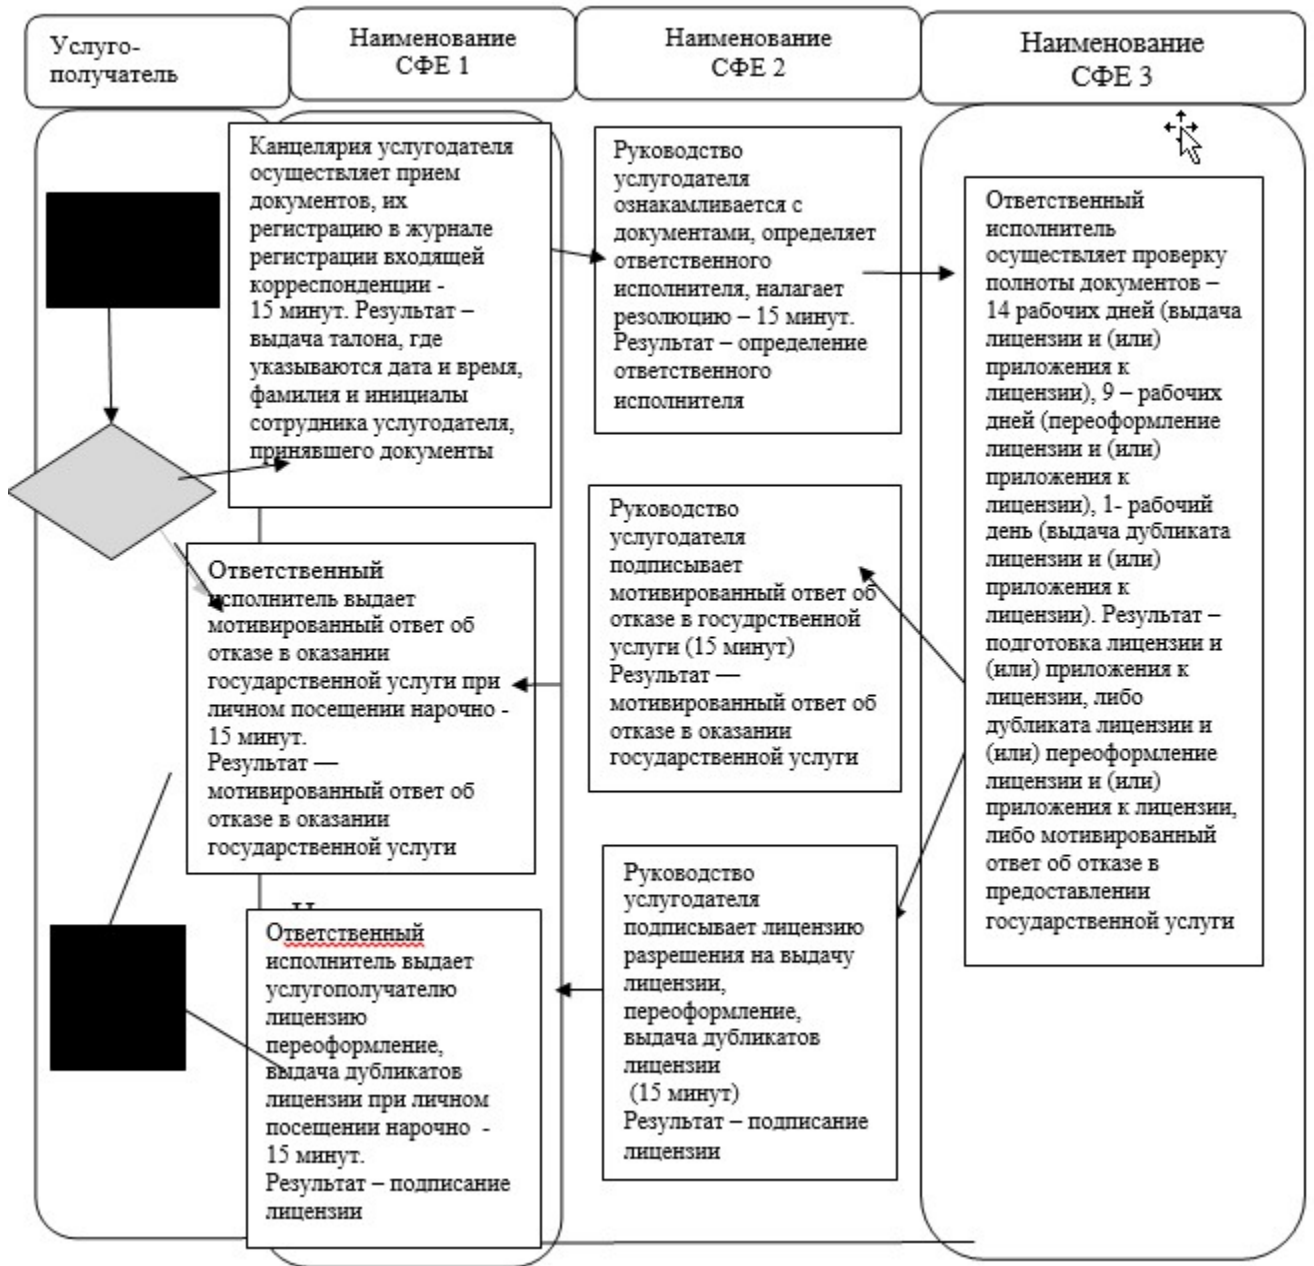 Услуго-
получатель
Наименование
СФЕ 1
Наименование
СФЕ 2
Наименование
СФЕ 3
Канцелярия услугодателя
осуществляет прием
документов, их
регистрацию в журнале
регистрации входящей
корреспонденции -
15 минут. Результат –
выдача талона, где
указываются дата и время,
фамилия и инициалы
сотрудника услугодателя,
принявшего документы
Руководство
услугодателя
ознакамливается с
документами, определяет
ответственного
исполнителя, налагает
резолюцию – 15 минут.
Результат – определение
ответственного
исполнителя
Ответственный
исполнитель
осуществляет проверку
полноты документов –
14 рабочих дней (выдача
лицензии и (или)
приложения к
лицензии), 9 – рабочих
дней (переоформление
лицензии и (или)
приложения к
лицензии), 1- рабочий
день (выдача дубликата
лицензии и (или)
приложения к
лицензии). Результат –
подготовка лицензии и
(или) приложения к
лицензии, либо
дубликата лицензии и
(или) переоформление
лицензии и (или)
приложения к лицензии,
либо мотивированный
ответ об отказе в
предоставлении
государственной услуги
Руководство
услугодателя
подписывает
мотивированный ответ об
отказе в госудрственной
услуги (15 минут)
Результат —
мотивированный ответ об
отказе в оказании
государственной услуги
Ответственный
исполнитель выдает
мотивированный ответ об
отказе в оказании
государственной услуги при
личном посещении нарочно -
15 минут.
Результат —
мотивированный ответ об
отказе в оказании
государственной услуги
Руководство
услугодателя
подписывает лицензию
разрешения на выдачу
лицензии,
переоформление,
выдача дубликатов
лицензии
(15 минут)
Результат – подписание
лицензии
Ответственный
исполнитель выдает
услугополучателю
лицензию
переоформление,
выдача дубликатов
лицензии при личном
посещении нарочно -
15 минут.
Результат – подписание
лицензии